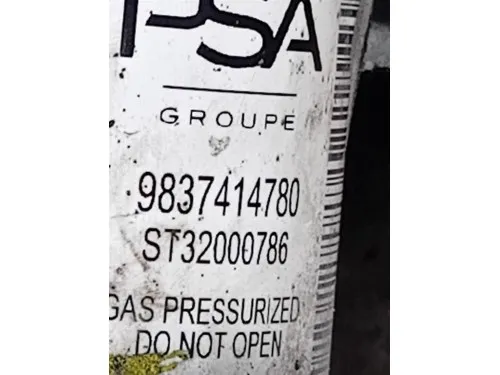 PSA
GROUPE
9837414780
ST32000786
GAS PRESSURIZED
DO NOT OPEN